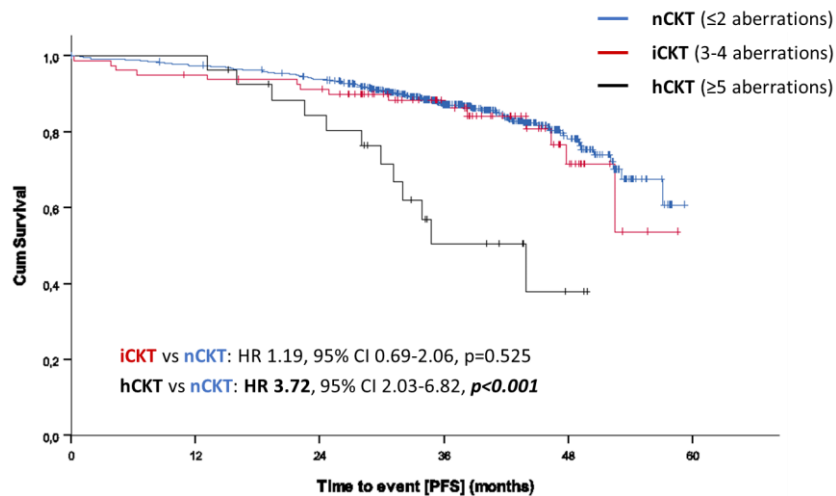 nCKT (≤2 aberrations)
iCKT (3-4 aberrations)
hCKT (≥5 aberrations)
1,0
0,8
0,6
0,4
0,2
0,0
Cum Survival
iCKT vs nCKT: HR 1.19, 95% CI 0.69-2.06, p=0.525
hCKT vs nCKT: HR 3.72, 95% CI 2.03-6.82, p<0.001
0 12 24 36 48 60
Time to event [PFS] (months)